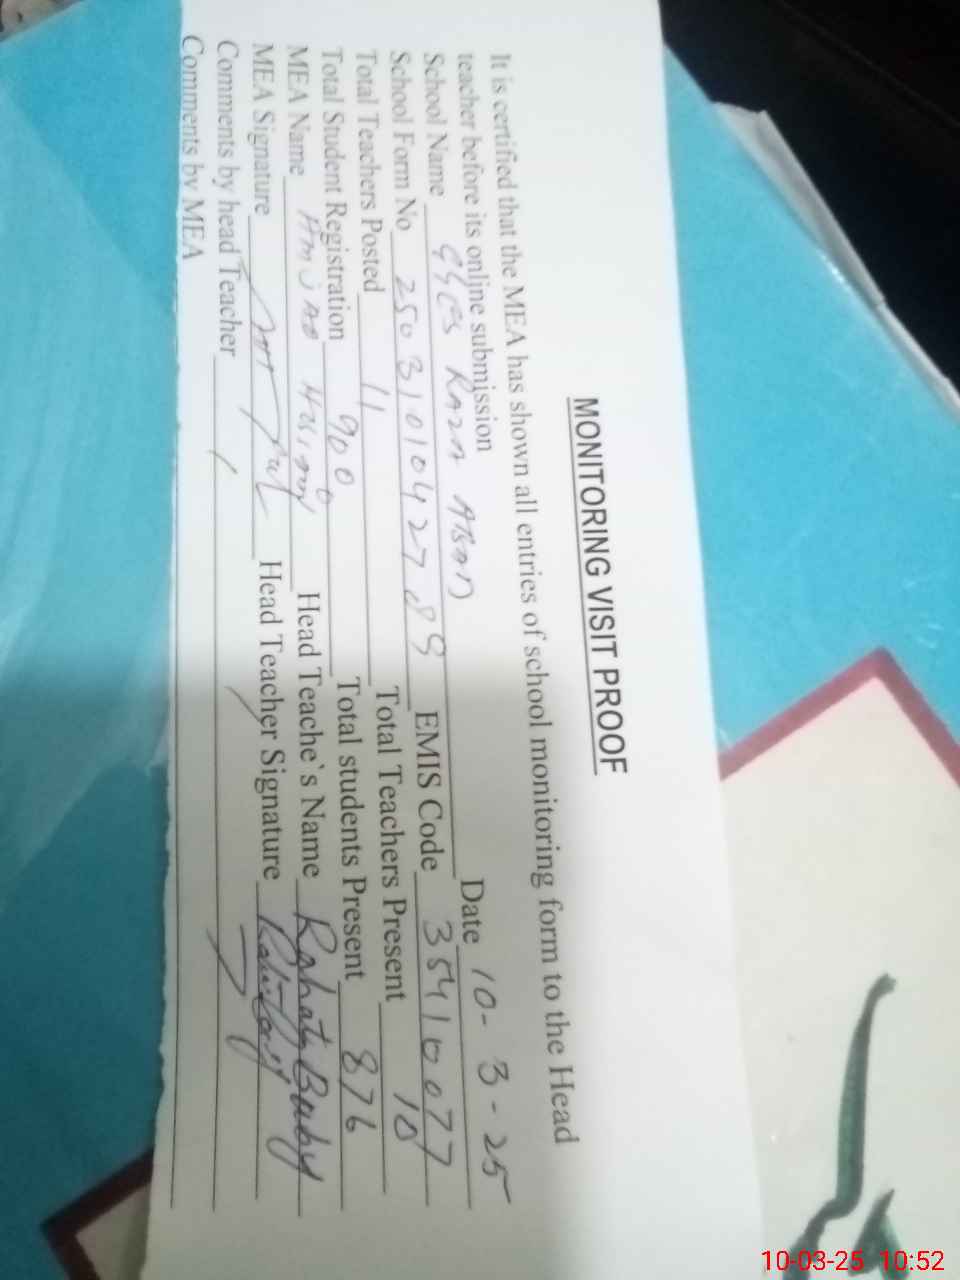 MONITORING VISIT PROOF
It is certified that the MEA has shown all entries of school monitoring form to the Head
teacher before its online submission Date 10-3-25
School Name Raza Abad EMIS Code 35410077
School Form No 25031010427 Total Teachers Present 10
Total Teachers Posted 11 Total students Present 876
Total Student Registration 900 Head Teache`s Name Rahat Baby
MEA Name Amjad Head Teacher Signature
MEA Signature
Comments by head Teacher
Comments by MEA
10-03-25 10:52